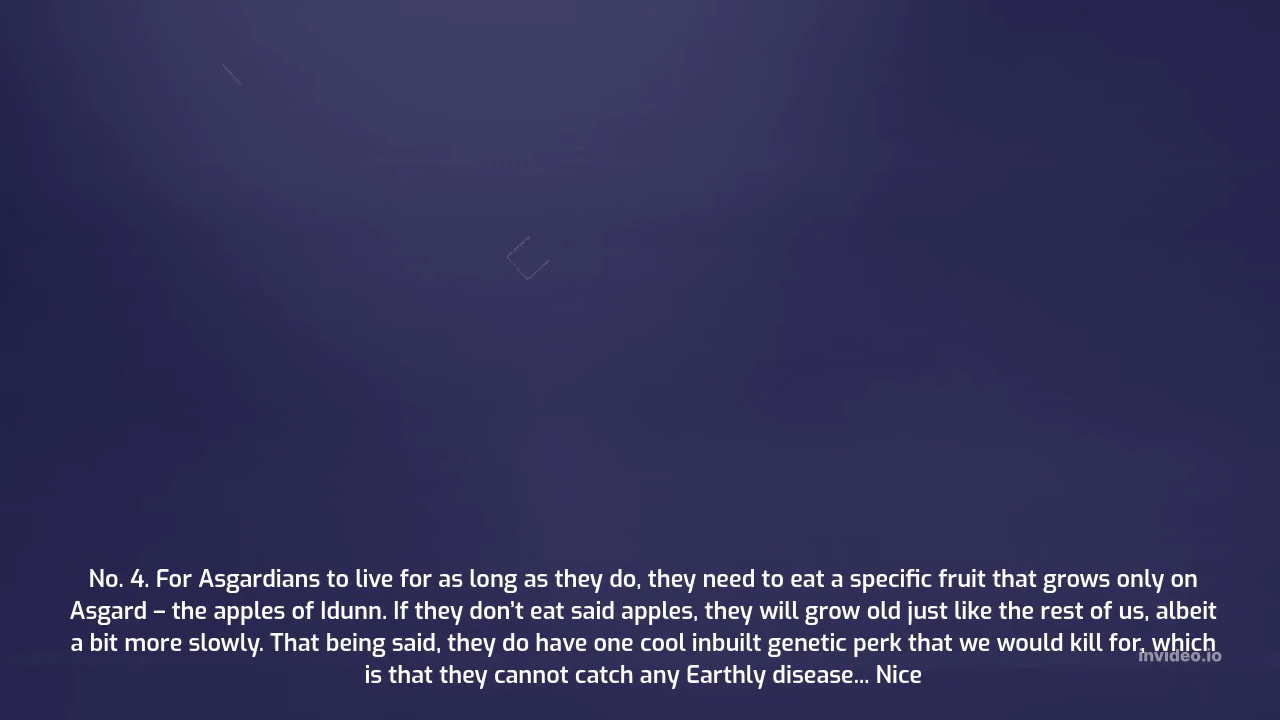 No. 4. For Asgardians to live for as long as they do, they need to eat a specific fruit that grows only on
Asgard – the apples of Idunn. If they don’t eat said apples, they will grow old just like the rest of us, albeit
a bit more slowly. That being said, they do have one cool inbuilt genetic perk that we would kill for, which
invideo.io
is that they cannot catch any Earthly disease... Nice